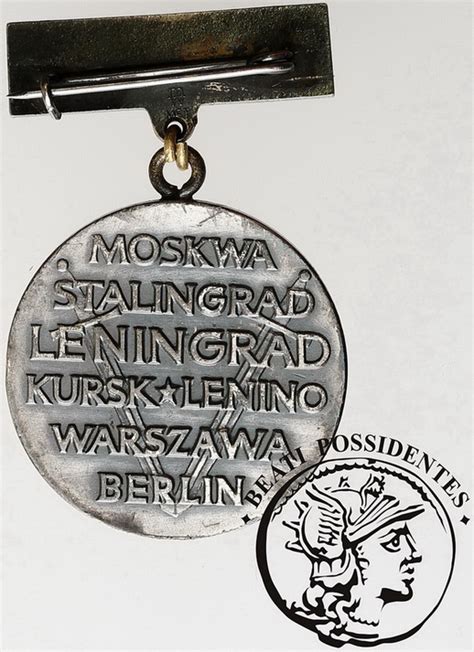 MOSKWA
STALINGRAD
LENINGRAD
KURSK★LENINO
WARSZAWA
BERLIN
· BEATI POSSIDENTES ·